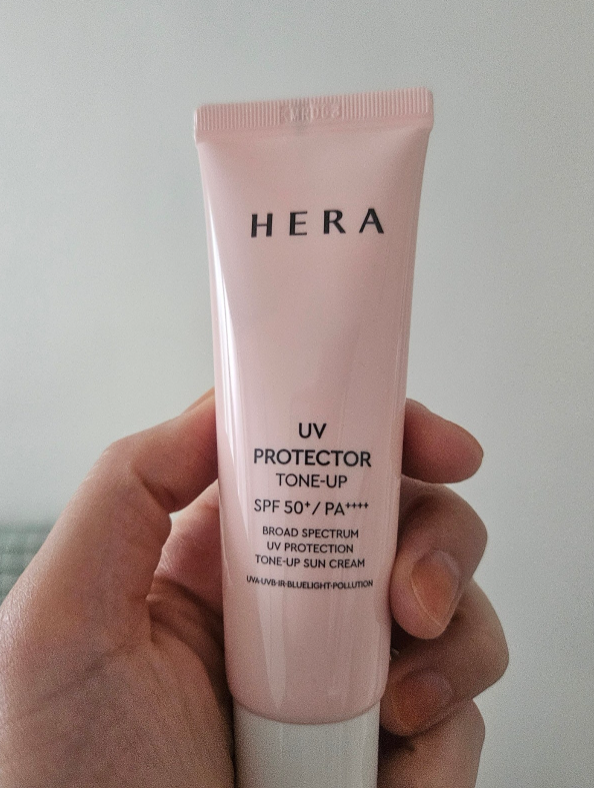 HERA
UV
PROTECTOR
TONE-UP
SPF 50⁺/ PA⁺⁺⁺⁺
BROAD SPECTRUM
UV PROTECTION
TONE-UP SUN CREAM
UVA·UVB·IR·BLUELIGHT·POLLUTION